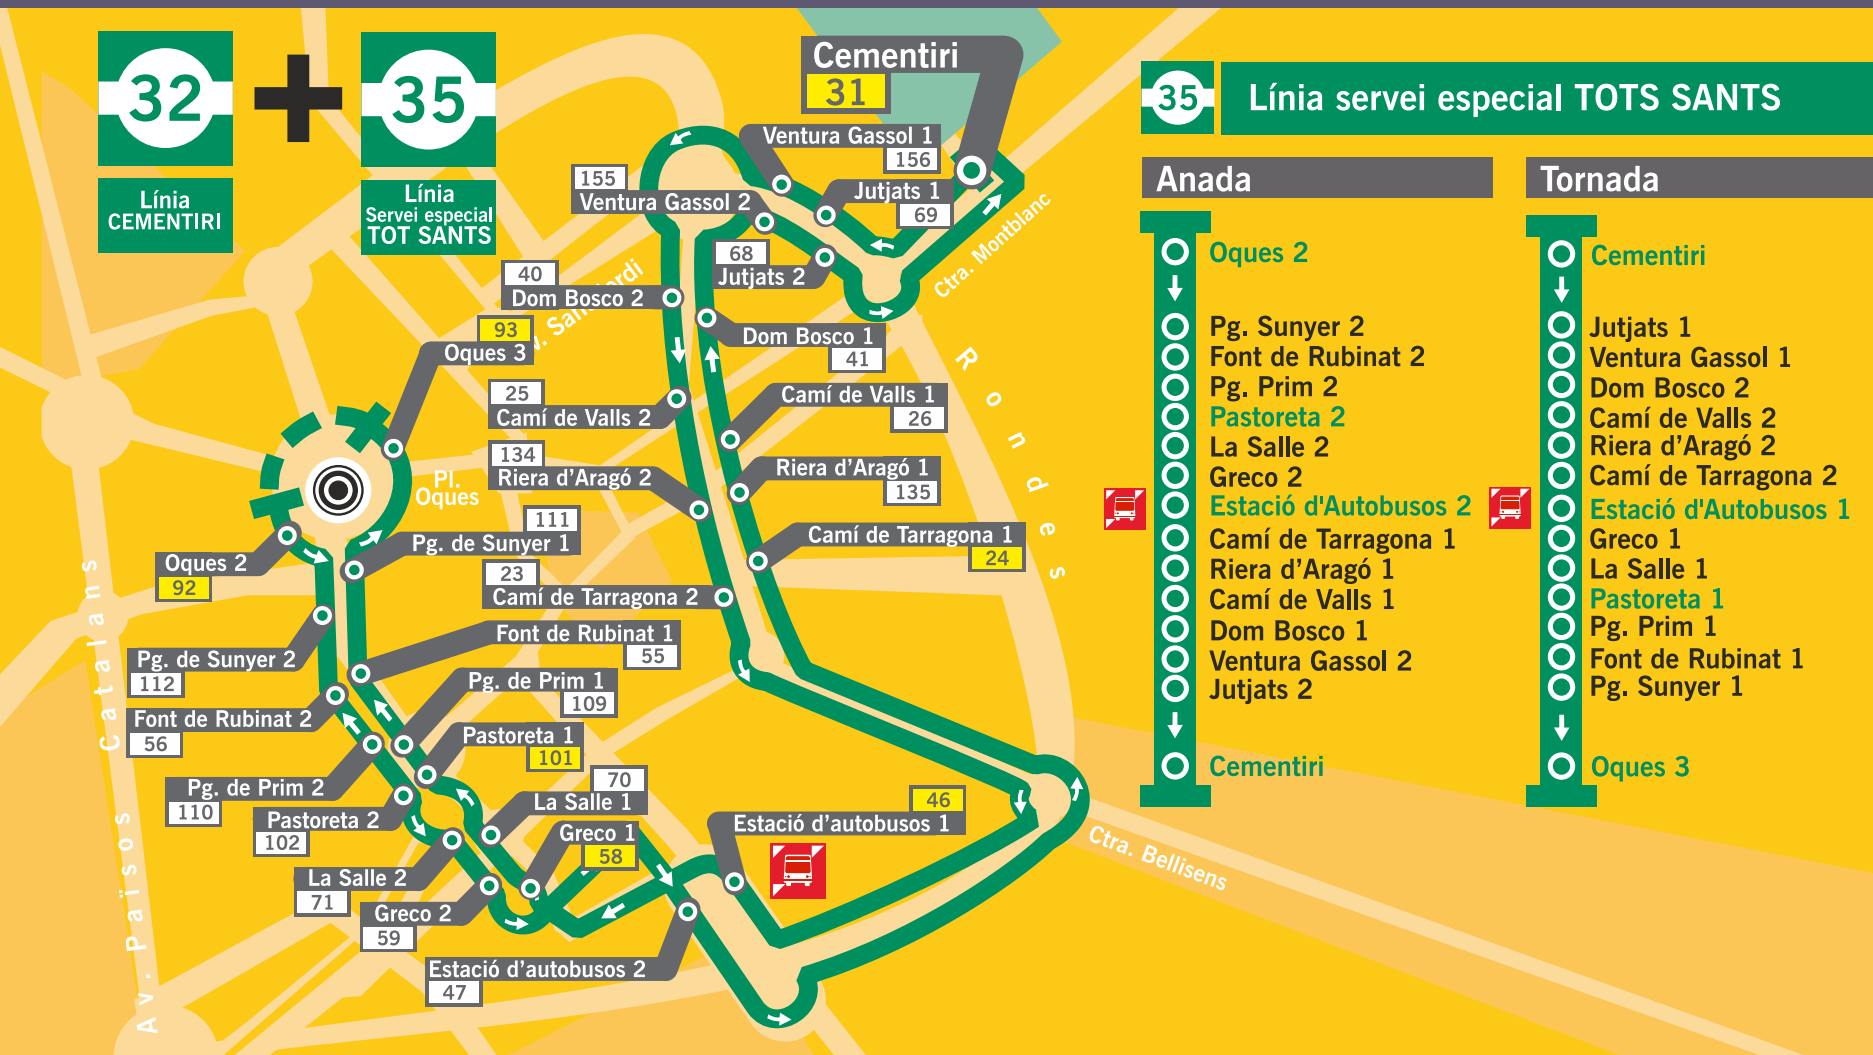 32
Línia
CEMENTIRI
35
Línia
Servei especial
TOT SANTS
Cementiri
31
Ventura Gassol 1
156
Jutjats 1
69
155
Ventura Gassol 2
68
Jutjats 2
Ctra. Montblanc
40
Dom Bosco 2
93
Oques 3
Dom Bosco 1
41
Rondes
25
Camí de Valls 2
Camí de Valls 1
26
134
Riera d'Aragó 2
Riera d'Aragó 1
135
Pl.
Oques
111
Pg. de Sunyer 1
Camí de Tarragona 1
24
Oques 2
92
23
Camí de Tarragona 2
Font de Rubinat 1
55
Pg. de Sunyer 2
112
Pg. de Prim 1
109
Font de Rubinat 2
56
Pastoreta 1
101
Pg. de Prim 2
110
70
La Salle 1
Pastoreta 2
102
Greco 1
58
46
Estació d'autobusos 1
La Salle 2
71
Greco 2
59
Estació d'autobusos 2
47
Ctra. Bellisens
Av. Països Catalans
35
Línia servei especial TOTS SANTS
Anada
Oques 2
Pg. Sunyer 2
Font de Rubinat 2
Pg. Prim 2
Pastoreta 2
La Salle 2
Greco 2
Estació d'Autobusos 2
Camí de Tarragona 1
Riera d'Aragó 1
Camí de Valls 1
Dom Bosco 1
Ventura Gassol 2
Jutjats 2
Cementiri
Tornada
Cementiri
Jutjats 1
Ventura Gassol 1
Dom Bosco 2
Camí de Valls 2
Riera d'Aragó 2
Camí de Tarragona 2
Estació d'Autobusos 1
Greco 1
La Salle 1
Pastoreta 1
Pg. Prim 1
Font de Rubinat 1
Pg. Sunyer 1
Oques 3